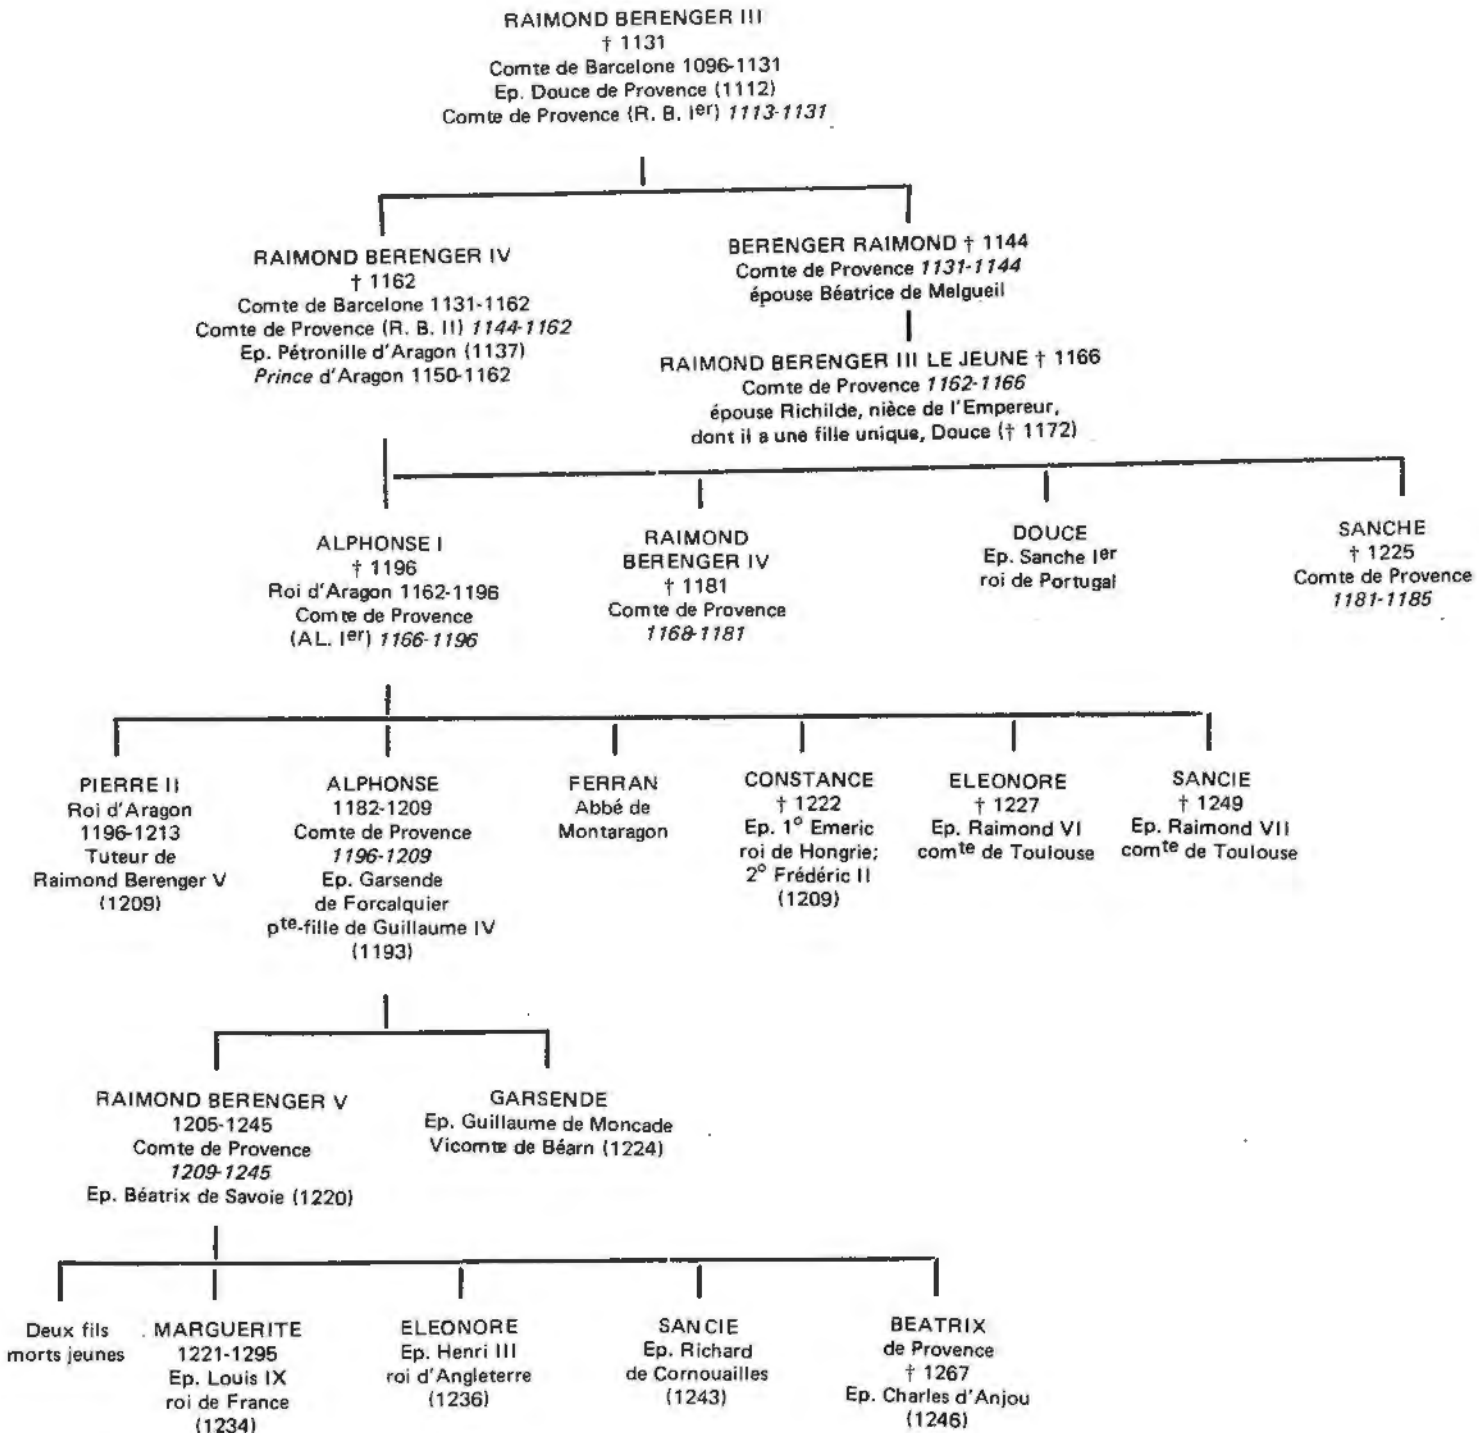 RAIMOND BERENGER III
† 1131
Comte de Barcelone 1096-1131
Ep. Douce de Provence (1112)
Comte de Provence (R. B. Ier) 1113-1131
RAIMOND BERENGER IV
† 1162
Comte de Barcelone 1131-1162
Comte de Provence (R. B. II) 1144-1162
Ep. Pétronille d'Aragon (1137)
Prince d'Aragon 1150-1162
BERENGER RAIMOND † 1144
Comte de Provence 1131-1144
épouse Béatrice de Melgueil
RAIMOND BERENGER III LE JEUNE † 1166
Comte de Provence 1162-1166
épouse Richilde, nièce de l'Empereur,
dont il a une fille unique, Douce († 1172)
ALPHONSE I
† 1196
Roi d'Aragon 1162-1196
Comte de Provence
(AL. Ier) 1166-1196
RAIMOND
BERENGER IV
† 1181
Comte de Provence
1168-1181
DOUCE
Ep. Sanche Ier
roi de Portugal
SANCHE
† 1225
Comte de Provence
1181-1185
PIERRE II
Roi d'Aragon
1196-1213
Tuteur de
Raimond Berenger V
(1209)
ALPHONSE
1182-1209
Comte de Provence
1196-1209
Ep. Garsende
de Forcalquier
pte-fille de Guillaume IV
(1193)
FERRAN
Abbé de
Montaragon
CONSTANCE
† 1222
Ep. 1° Emeric
roi de Hongrie;
2° Frédéric II
(1209)
ELEONORE
† 1227
Ep. Raimond VI
comte de Toulouse
SANCIE
† 1249
Ep. Raimond VII
comte de Toulouse
RAIMOND BERENGER V
1205-1245
Comte de Provence
1209-1245
Ep. Béatrix de Savoie (1220)
GARSENDE
Ep. Guillaume de Moncade
Vicomte de Béarn (1224)
Deux fils
morts jeunes
MARGUERITE
1221-1295
Ep. Louis IX
roi de France
(1234)
ELEONORE
Ep. Henri III
roi d'Angleterre
(1236)
SANCIE
Ep. Richard
de Cornouailles
(1243)
BEATRIX
de Provence
† 1267
Ep. Charles d'Anjou
(1246)